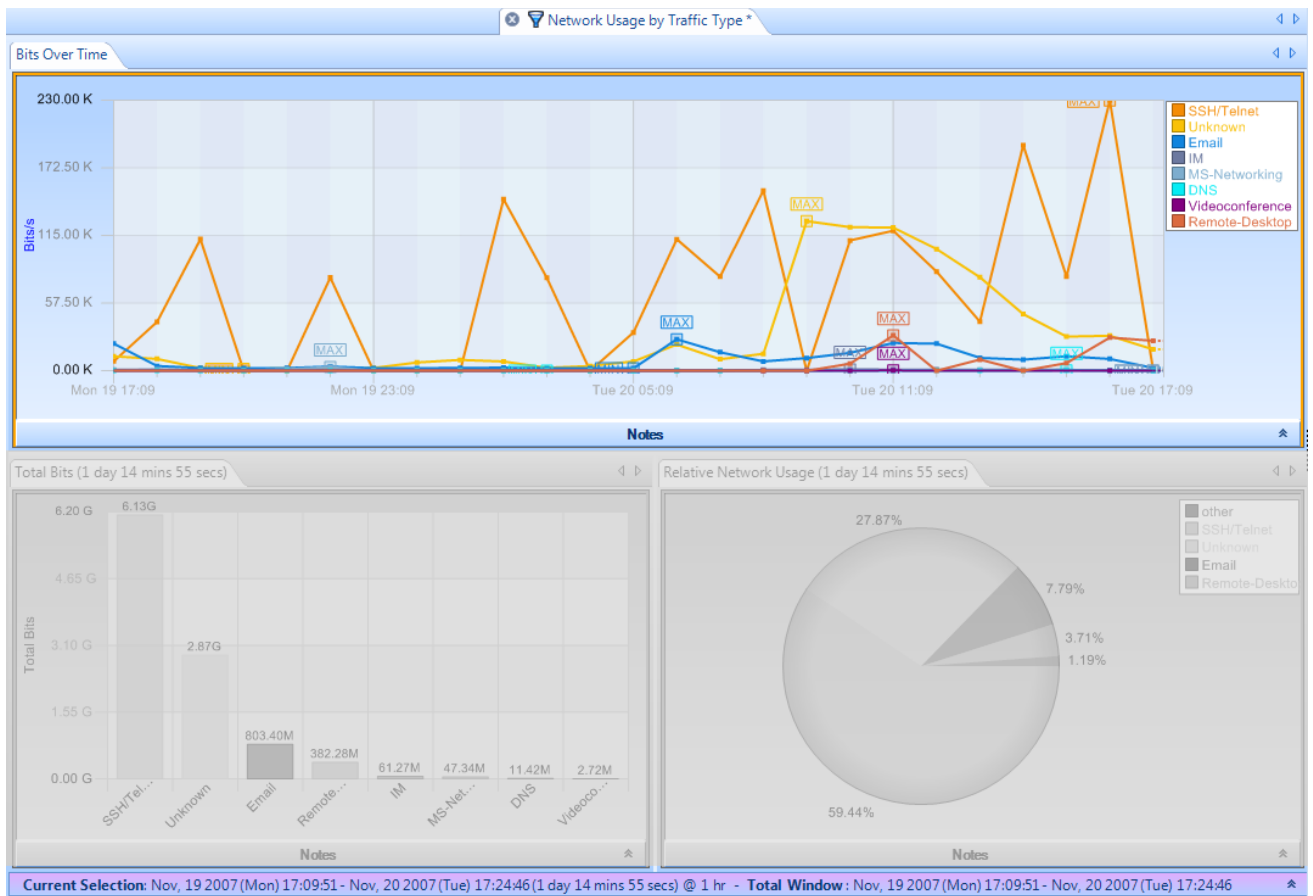 Network Usage by Traffic Type *
Bits Over Time
230.00 K
172.50 K
115.00 K
57.50 K
0.00 K
Bits/s
MAX
MAX
MAX
MAX
MAX
MAX
MAX
MAX
Mon 19 17:09
Mon 19 23:09
Tue 20 05:09
Tue 20 11:09
Tue 20 17:09
SSH/Telnet
Unknown
Email
IM
MS-Networking
DNS
Videoconference
Remote-Desktop
Notes
Total Bits (1 day 14 mins 55 secs)
6.20 G
4.65 G
3.10 G
1.55 G
0.00 G
Total Bits
6.13G
2.87G
803.40M
382.28M
61.27M
47.34M
11.42M
2.72M
SSH/Tel...
Unknown
Email
Remote...
IM
MS-Net...
DNS
Videoco...
Notes
Relative Network Usage (1 day 14 mins 55 secs)
27.87%
7.79%
3.71%
1.19%
59.44%
other
SSH/Telnet
Unknown
Email
Remote-Deskto
Notes
Current Selection: Nov, 19 2007 (Mon) 17:09:51 - Nov, 20 2007 (Tue) 17:24:46 (1 day 14 mins 55 secs) @ 1 hr - Total Window : Nov, 19 2007 (Mon) 17:09:51 - Nov, 20 2007 (Tue) 17:24:46